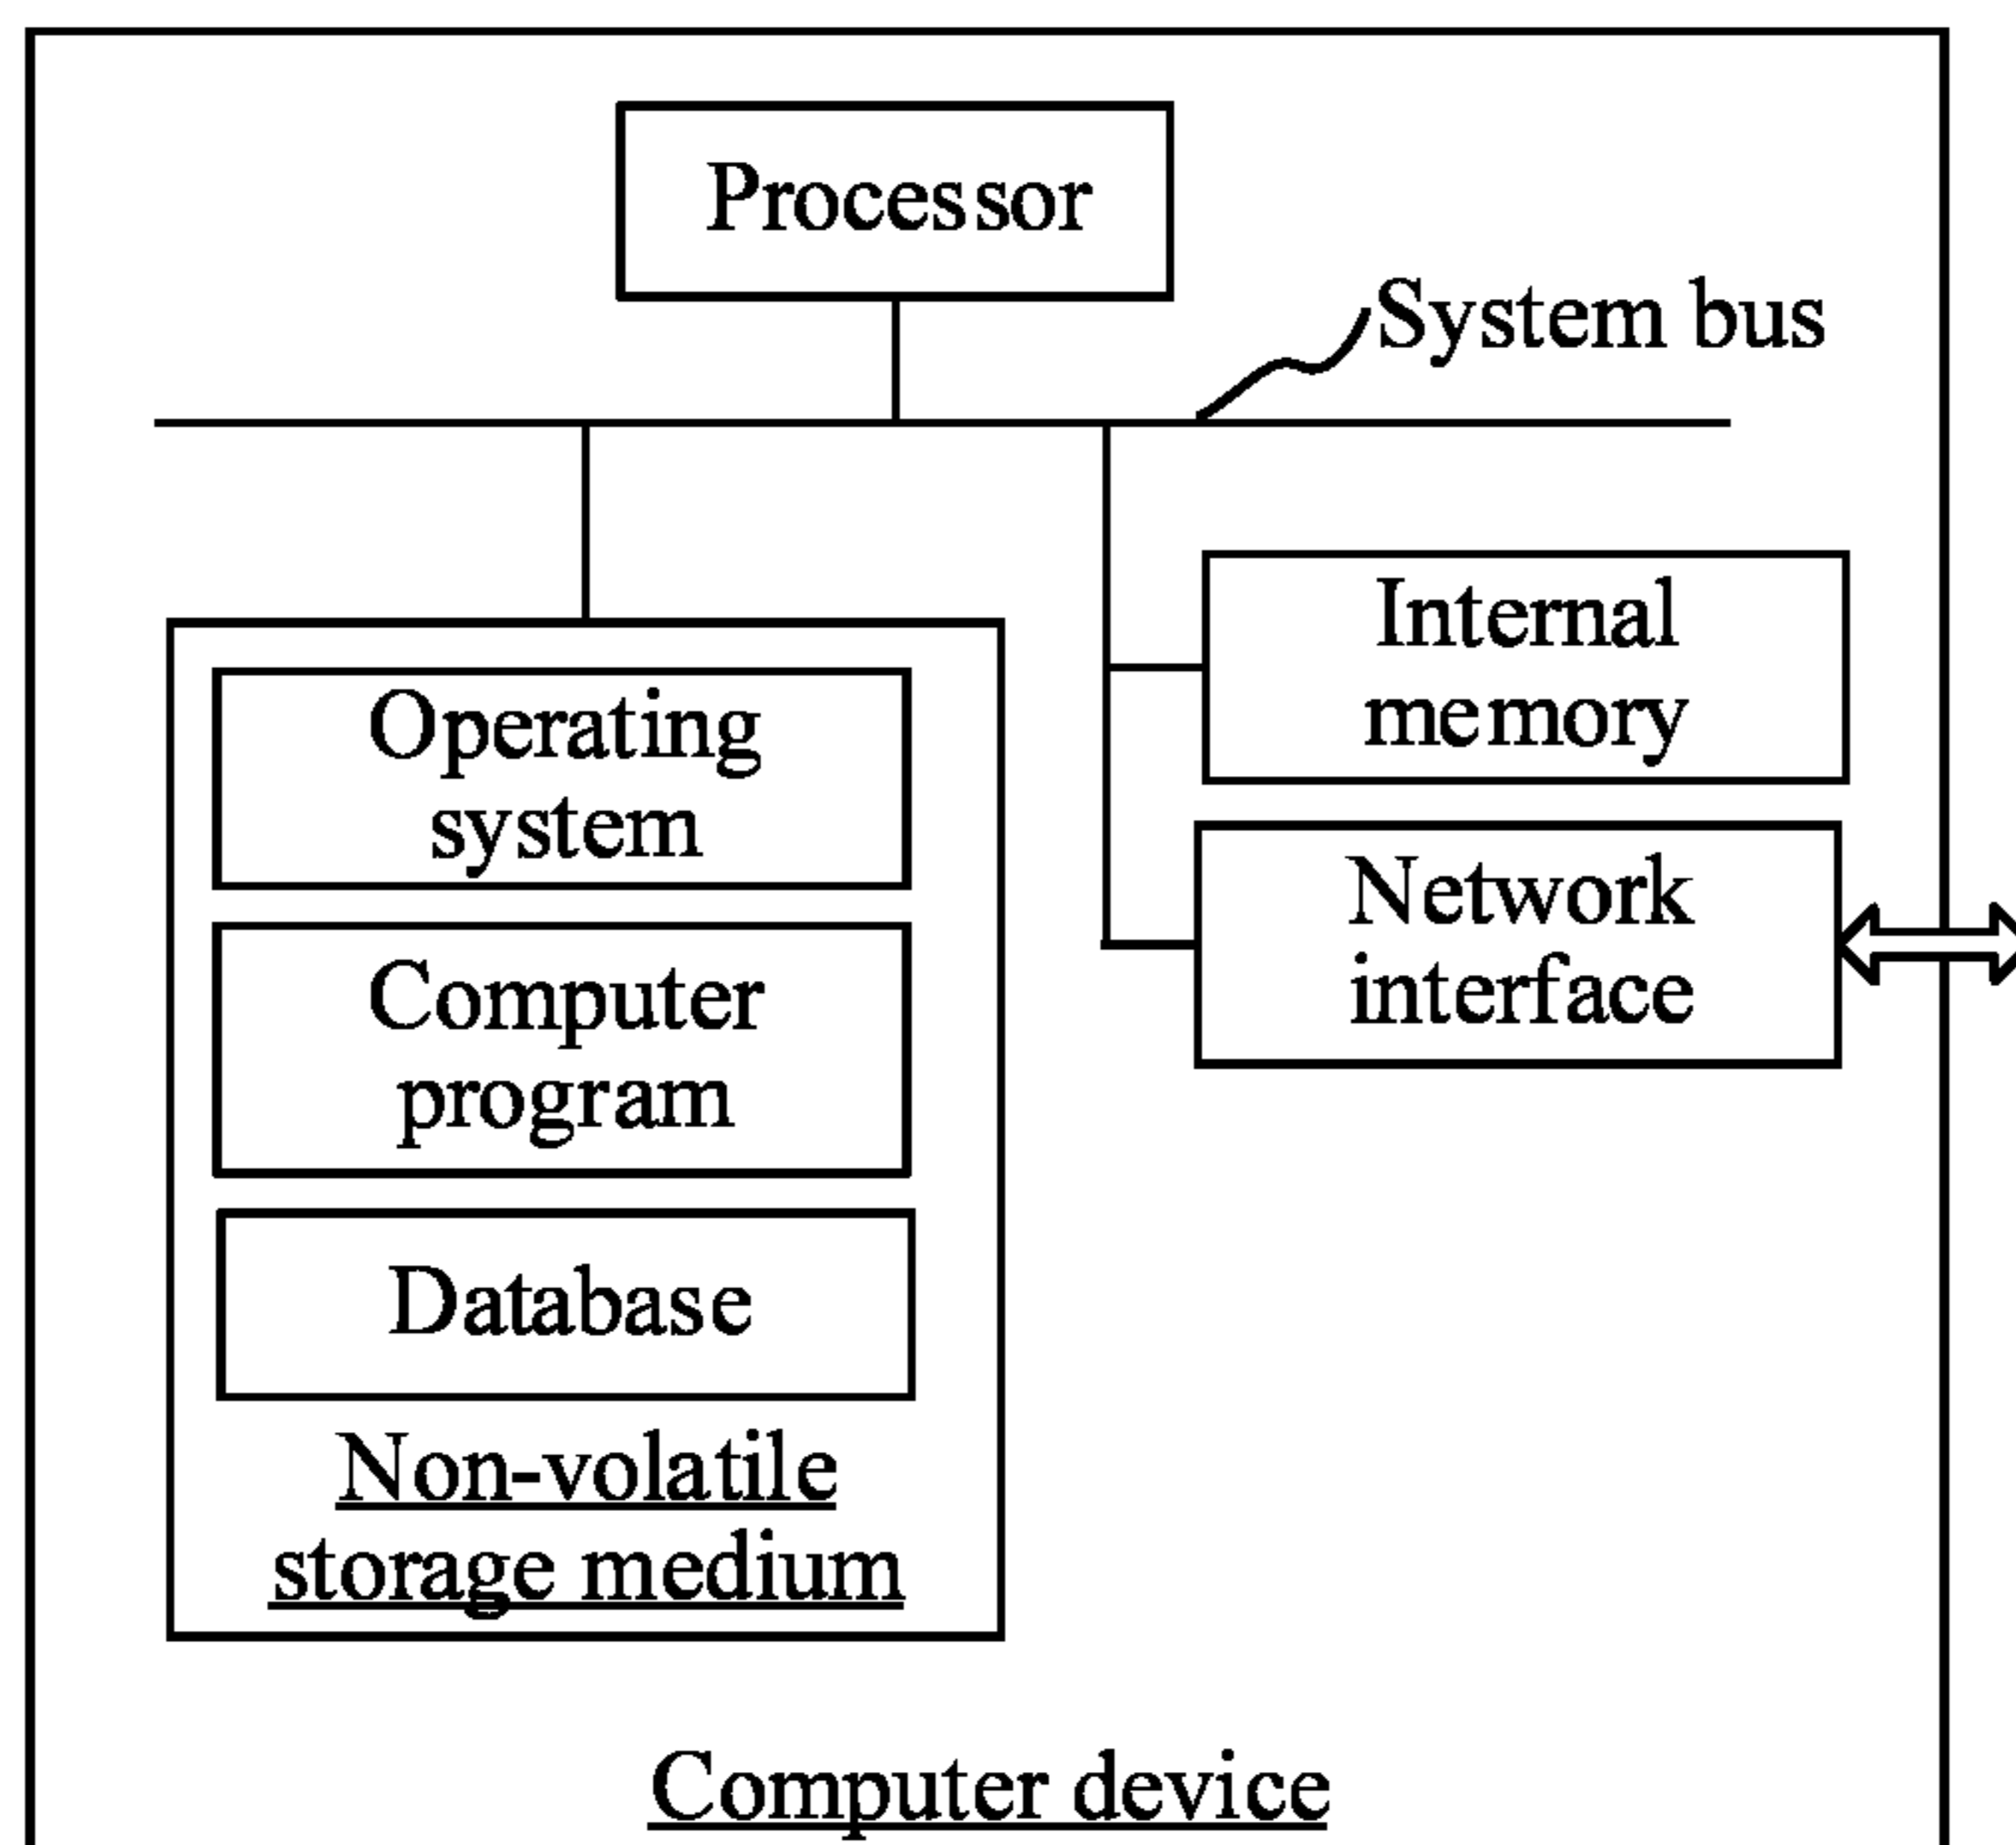 Processor
System bus
Internal
memory
Operating
system
Network
interface
Computer
program
Database
Non-volatile
storage medium
Computer device